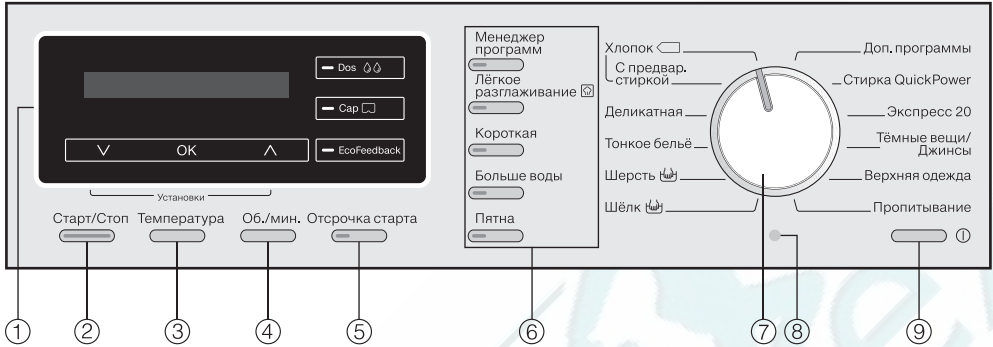 Dos
Cap
EcoFeedback
OK
Установки
Старт/Стоп
Температура
Об./мин.
Отсрочка старта
Менеджер
программ
Лёгкое
разглаживание
Короткая
Больше воды
Пятна
Хлопок
С предвар.
стиркой
Деликатная
Тонкое бельё
Шерсть
Шёлк
Доп. программы
Стирка QuickPower
Экспресс 20
Тёмные вещи/
Джинсы
Верхняя одежда
Пропитывание
1
2
3
4
5
6
7
8
9